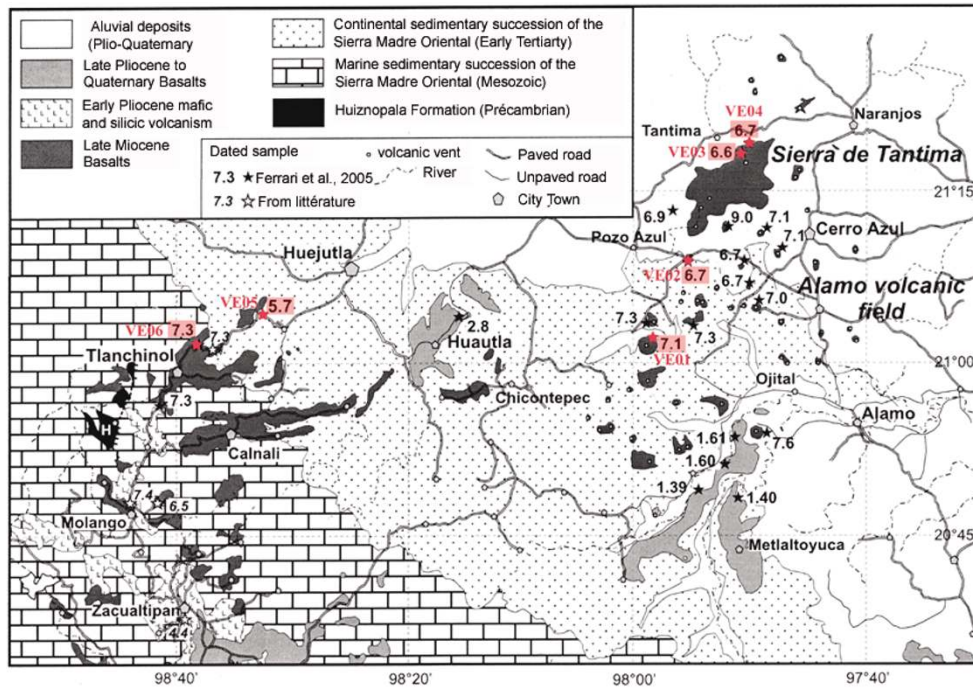 Aluvial deposits
(Plio-Quaternary
Late Pliocene to
Quaternary Basalts
Early Pliocene mafic
and silicic volcanism
Late Miocene
Basalts
Continental sedimentary succession of the
Sierra Madre Oriental (Early Tertiarty)
Marine sedimentary succession of the
Sierra Madre Oriental (Mesozoic)
Huiznopala Formation (Précambrian)
Dated sample
7.3 Ferrari et al., 2005
7.3 From littérature
volcanic vent
River
Paved road
Unpaved road
City Town
VE04
6.7
Tantima
Naranjos
VE03 6.6
Sierra de Tantima
21°15'
6.9
9.0
7.1
Pozo Azul
7.1
Cerro Azul
Huejutla
6.7
VE02 6.7
6.7
Alamo volcanic
field
7.0
VE05 5.7
VE06 7.3
7.3
2.8
Huautla
7.3
7.3
7.1
VE01
Tlanchinol
21°00'
7.3
Chicontepec
Ojital
Alamo
H
Calnali
1.61
7.6
1.60
1.39
1.40
7.4
6.5
Molango
20°45'
Metlaltoyuca
Zacualtipan
4.4
98°40'
98°20'
98°00'
97°40'